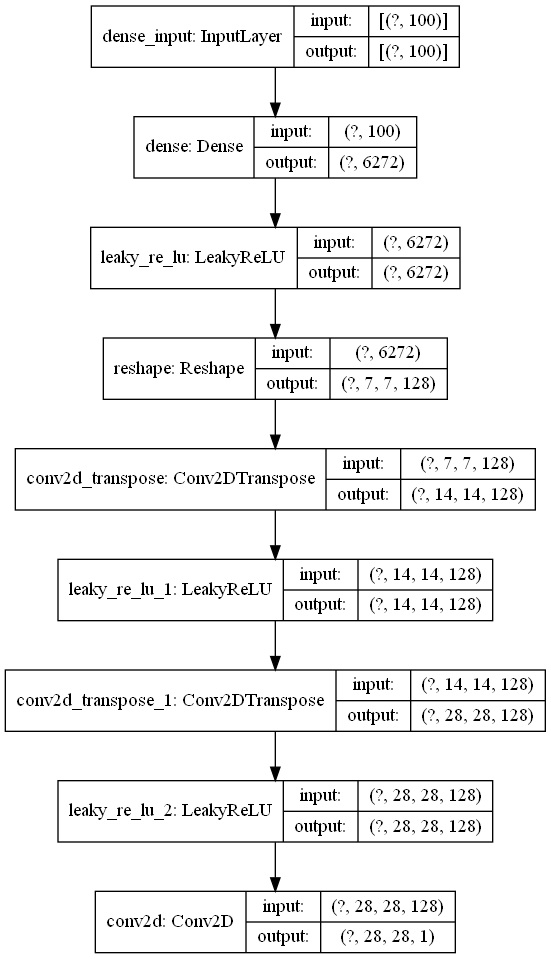 dense_input: InputLayer
input: [(?, 100)]
output: [(?, 100)]
dense: Dense
input: (?, 100)
output: (?, 6272)
leaky_re_lu: LeakyReLU
input: (?, 6272)
output: (?, 6272)
reshape: Reshape
input: (?, 6272)
output: (?, 7, 7, 128)
conv2d_transpose: Conv2DTranspose
input: (?, 7, 7, 128)
output: (?, 14, 14, 128)
leaky_re_lu_1: LeakyReLU
input: (?, 14, 14, 128)
output: (?, 14, 14, 128)
conv2d_transpose_1: Conv2DTranspose
input: (?, 14, 14, 128)
output: (?, 28, 28, 128)
leaky_re_lu_2: LeakyReLU
input: (?, 28, 28, 128)
output: (?, 28, 28, 128)
conv2d: Conv2D
input: (?, 28, 28, 128)
output: (?, 28, 28, 1)